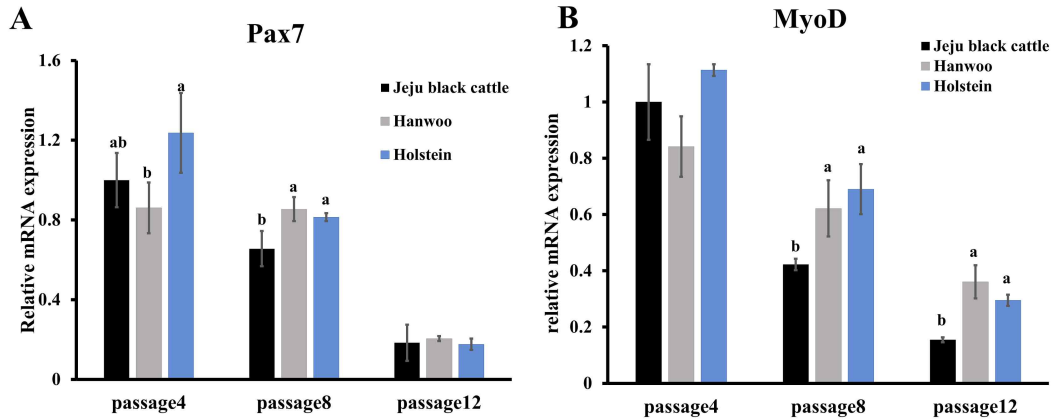 A
Pax7
Relative mRNA expression
1.6
1.2
0.8
0.4
0
Jeju black cattle
Hanwoo
Holstein
ab
b
a
b
a
a
passage4
passage8
passage12
B
MyoD
relative mRNA expression
1.2
1
0.8
0.6
0.4
0.2
0
Jeju black cattle
Hanwoo
Holstein
b
a
a
b
a
a
passage4
passage8
passage12